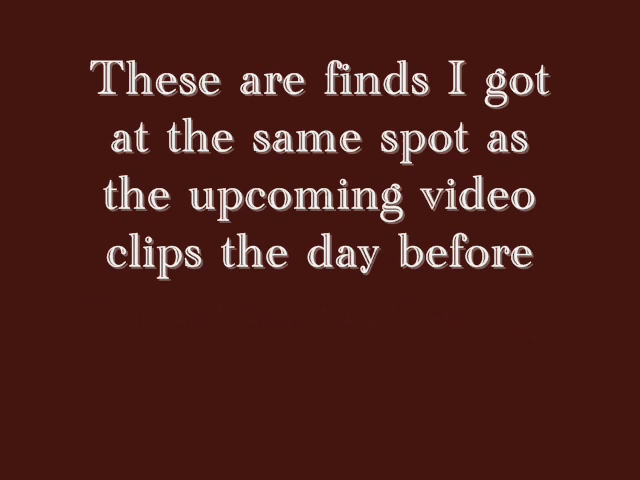 These are finds I got
at the same spot as
the upcoming video
clips the day before